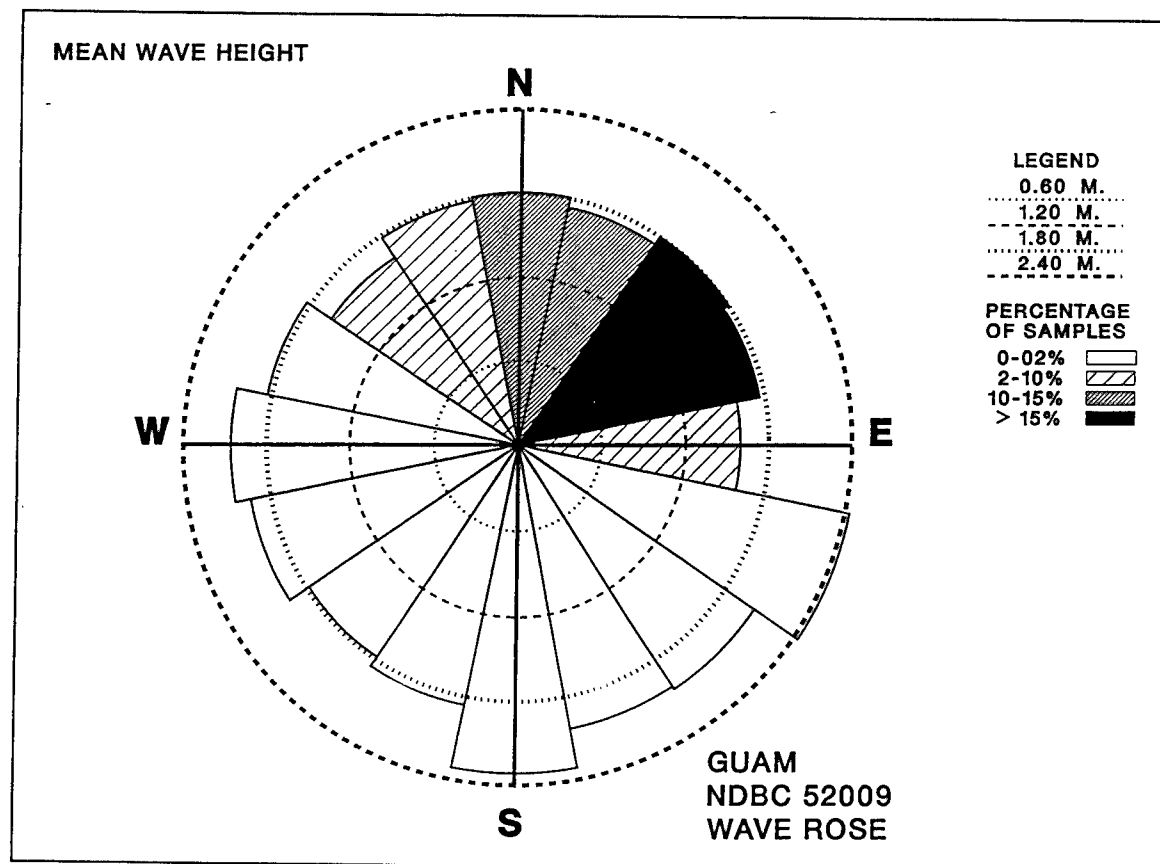 MEAN WAVE HEIGHT
N
W
E
S
LEGEND
0.60 M.
1.20 M.
1.80 M.
2.40 M.
PERCENTAGE
OF SAMPLES
0-02%
2-10%
10-15%
> 15%
GUAM
NDBC 52009
WAVE ROSE